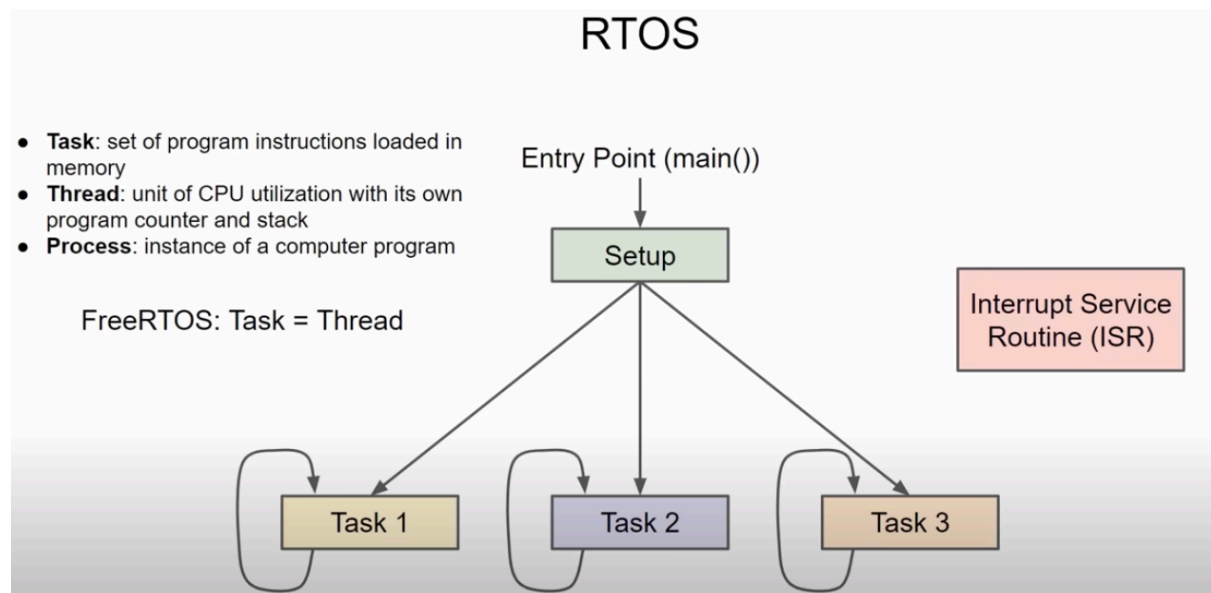 RTOS
● Task: set of program instructions loaded in
memory
● Thread: unit of CPU utilization with its own
program counter and stack
● Process: instance of a computer program
FreeRTOS: Task = Thread
Entry Point (main())
Setup
Interrupt Service
Routine (ISR)
Task 1
Task 2
Task 3